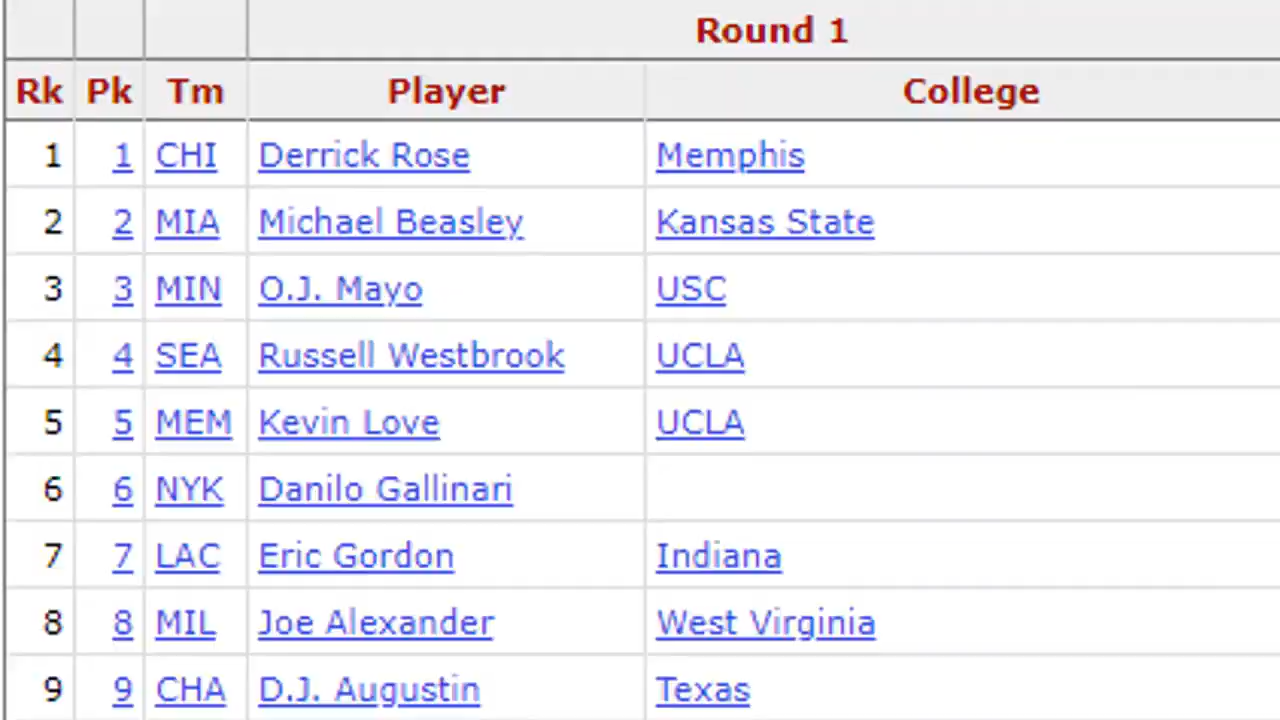 Round 1
Rk Pk Tm Player College
1 1 CHI Derrick Rose Memphis
2 2 MIA Michael Beasley Kansas State
3 3 MIN O.J. Mayo USC
4 4 SEA Russell Westbrook UCLA
5 5 MEM Kevin Love UCLA
6 6 NYK Danilo Gallinari
7 7 LAC Eric Gordon Indiana
8 8 MIL Joe Alexander West Virginia
9 9 CHA D.J. Augustin Texas